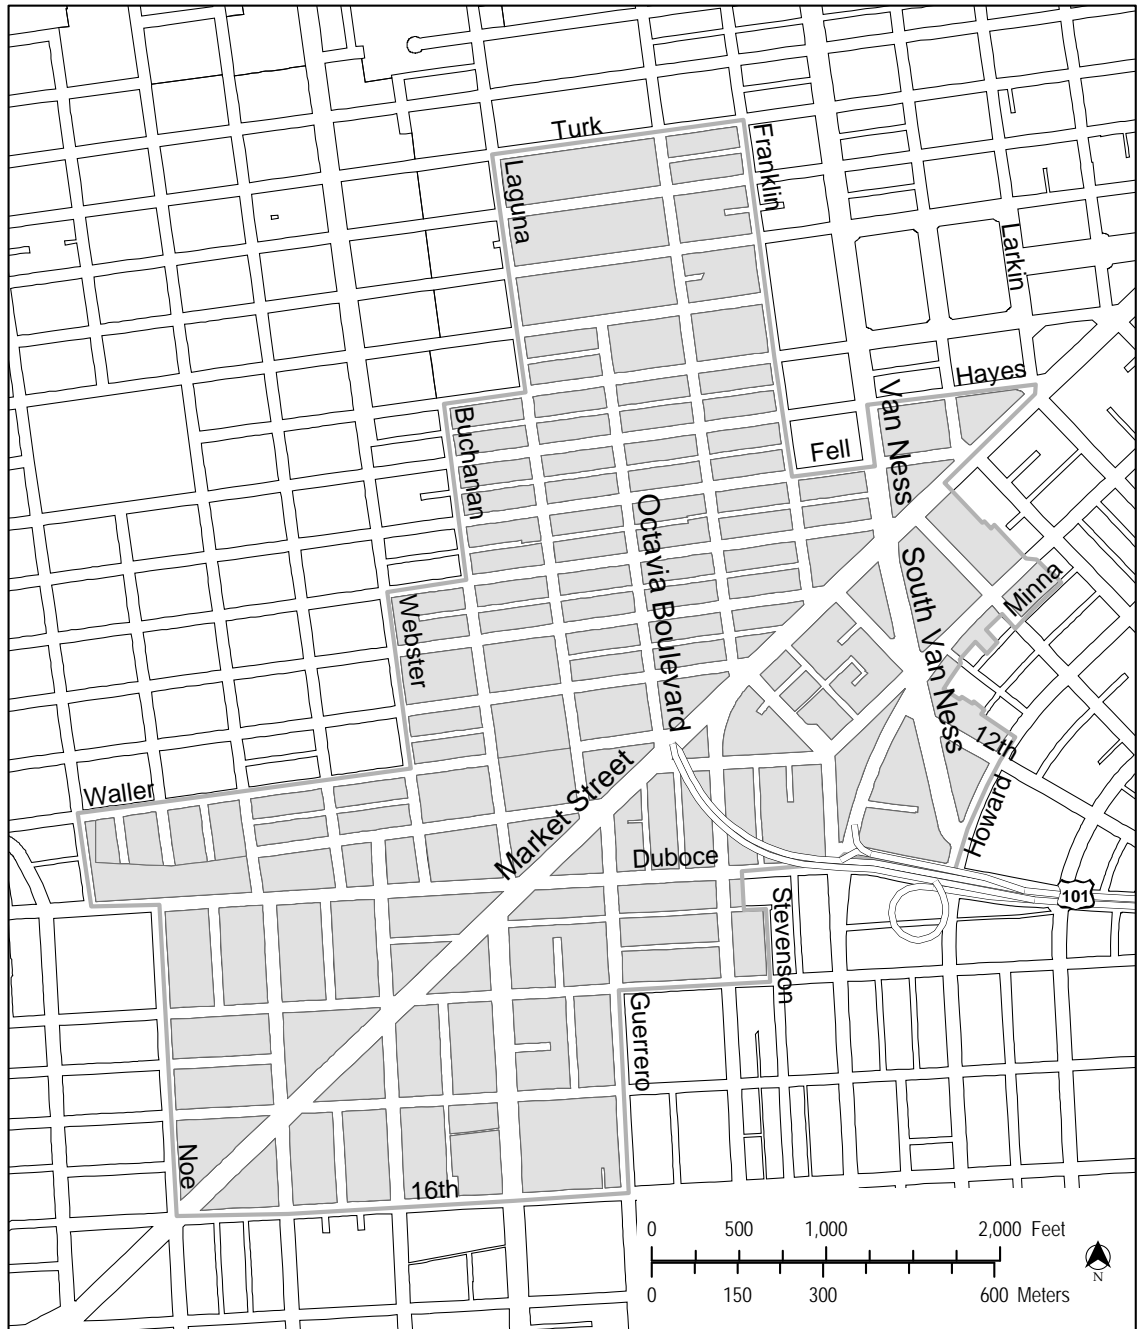 Turk
Franklin
Laguna
Larkin
Hayes
Van Ness
Buchanan
Fell
Octavia Boulevard
South Van Ness
Minna
Webster
12th
Waller
Market Street
Howard
Duboce
101
Stevenson
Guerrero
Noe
16th
0 500 1,000 2,000 Feet
0 150 300 600 Meters
N